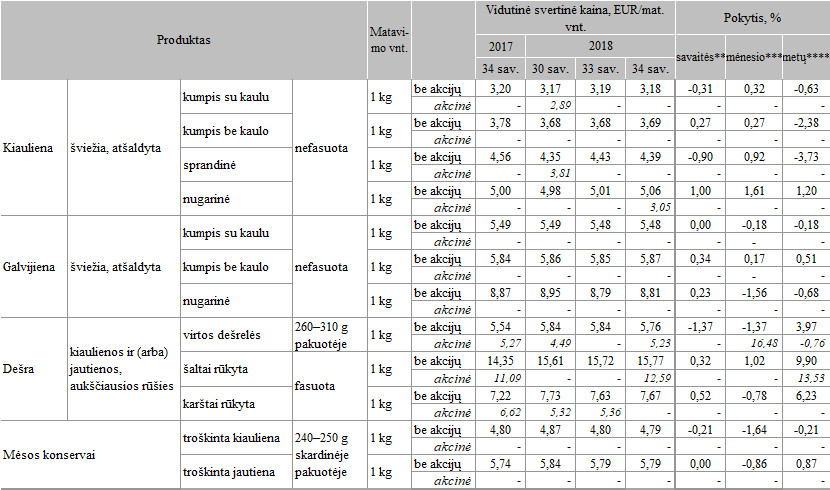 Produktas Matavi-mo vnt. Vidutinė svertinė kaina, EUR/mat. vnt. Pokytis, %
2017 2018 savaitės** mėnesio*** metų****
34 sav. 30 sav. 33 sav. 34 sav.
Kiauliena šviežia, atšaldyta kumpis su kaulu nefasuota 1 kg be akcijų 3,20 3,17 3,19 3,18 -0,31 0,32 -0,63
akcinė - 2,89 - - - - -
kumpis be kaulo 1 kg be akcijų 3,78 3,68 3,68 3,69 0,27 0,27 -2,38
akcinė - - - - - - -
sprandinė 1 kg be akcijų 4,56 4,35 4,43 4,39 -0,90 0,92 -3,73
akcinė - 3,81 - - - - -
nugarinė 1 kg be akcijų 5,00 4,98 5,01 5,06 1,00 1,61 1,20
akcinė - - - 3,05 - - -
Galvijiena šviežia, atšaldyta kumpis su kaulu nefasuota 1 kg be akcijų 5,49 5,49 5,48 5,48 0,00 -0,18 -0,18
akcinė - - - - - - -
kumpis be kaulo 1 kg be akcijų 5,84 5,86 5,85 5,87 0,34 0,17 0,51
akcinė - - - - - - -
nugarinė 1 kg be akcijų 8,87 8,95 8,79 8,81 0,23 -1,56 -0,68
akcinė - - - - - - -
Dešra kiaulienos ir (arba) jautienos, aukščiausios rūšies virtos dešrelės 260–310 g pakuotėje 1 kg be akcijų 5,54 5,84 5,84 5,76 -1,37 -1,37 3,97
akcinė 5,27 4,49 - 5,23 - 16,48 -0,76
šaltai rūkyta fasuota 1 kg be akcijų 14,35 15,61 15,72 15,77 0,32 1,02 9,90
akcinė 11,09 - - 12,59 - - 13,53
karštai rūkyta 1 kg be akcijų 7,22 7,73 7,63 7,67 0,52 -0,78 6,23
akcinė 6,62 5,32 5,36 - - - -
Mėsos konservai troškinta kiauliena 240–250 g skardinėje pakuotėje 1 kg be akcijų 4,80 4,87 4,80 4,79 -0,21 -1,64 -0,21
akcinė - - - - - - -
troškinta jautiena 1 kg be akcijų 5,74 5,84 5,79 5,79 0,00 -0,86 0,87
akcinė - - - - - - -